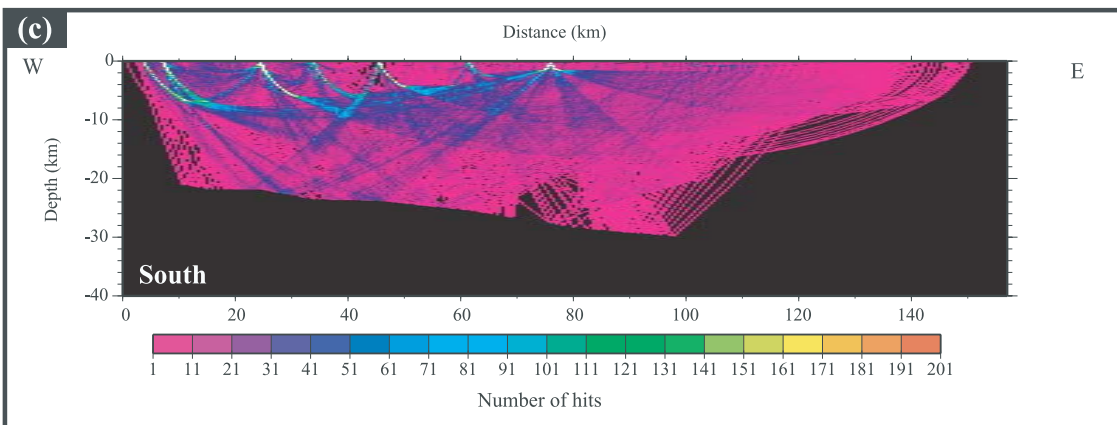 (c)
Distance (km)
W
E
Depth (km)
0
-10
-20
-30
-40
South
0 20 40 60 80 100 120 140
1 11 21 31 41 51 61 71 81 91 101 111 121 131 141 151 161 171 181 191 201
Number of hits